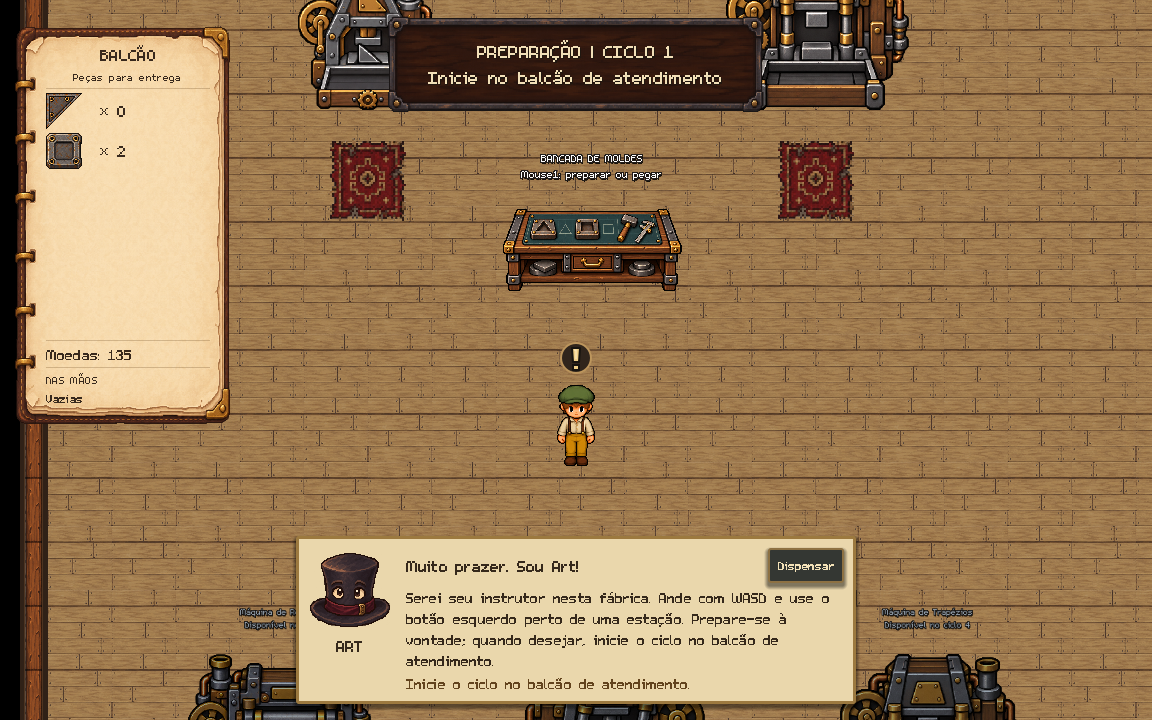 BALCÃO
Peças para entrega
x 0
x 2
Moedas: 135
NAS MÃOS
Vazias
PREPARAÇÃO | CICLO 1
Inicie no balcão de atendimento
BANCADA DE MOLDES
Mouse1: preparar ou pegar
!
Máquina de
Disponível
Máquina de Trapézios
Disponível no ciclo 4
ART
Muito prazer. Sou Art!
Dispensar
Serei seu instrutor nesta fábrica. Ande com WASD e use o
botão esquerdo perto de uma estação. Prepare-se à
vontade; quando desejar, inicie o ciclo no balcão de
atendimento.
Inicie o ciclo no balcão de atendimento.